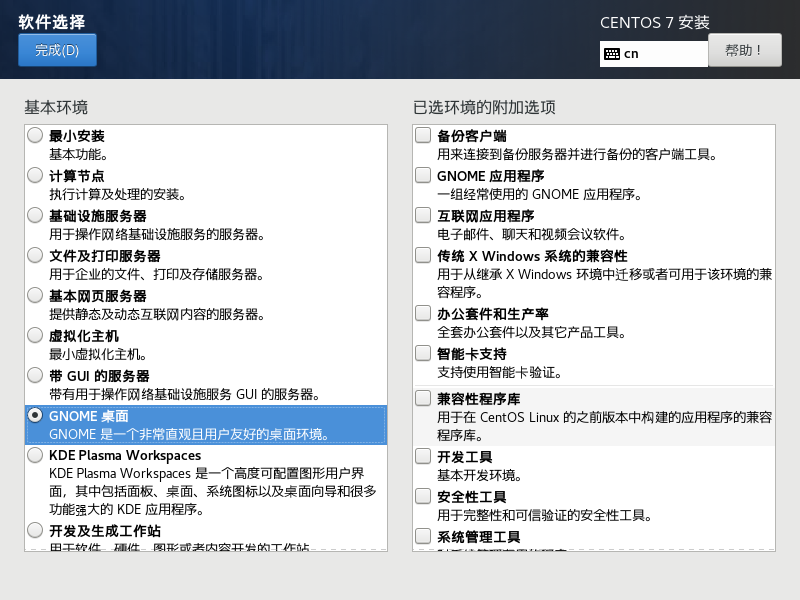 软件选择
完成(D)
CENTOS 7 安装
cn
帮助！
基本环境
最小安装
基本功能。
计算节点
执行计算及处理的安装。
基础设施服务器
用于操作网络基础设施服务的服务器。
文件及打印服务器
用于企业的文件、打印及存储服务器。
基本网页服务器
提供静态及动态互联网内容的服务器。
虚拟化主机
最小虚拟化主机。
带 GUI 的服务器
带有用于操作网络基础设施服务 GUI 的服务器。
GNOME 桌面
GNOME 是一个非常直观且用户友好的桌面环境。
KDE Plasma Workspaces
KDE Plasma Workspaces 是一个高度可配置图形用户界
面，其中包括面板、桌面、系统图标以及桌面向导和很多
功能强大的 KDE 应用程序。
开发及生成工作站
用于软件、硬件、图形或者内容开发的工作站
已选环境的附加选项
备份客户端
用来连接到备份服务器并进行备份的客户端工具。
GNOME 应用程序
一组经常使用的 GNOME 应用程序。
互联网应用程序
电子邮件、聊天和视频会议软件。
传统 X Windows 系统的兼容性
用于从继承 X Windows 环境中迁移或者可用于该环境的兼
容程序。
办公套件和生产率
全套办公套件以及其它产品工具。
智能卡支持
支持使用智能卡验证。
兼容性程序库
用于在 CentOS Linux 的之前版本中构建的应用程序的兼容
程序库。
开发工具
基本开发环境。
安全性工具
用于完整性和可信验证的安全性工具。
系统管理工具